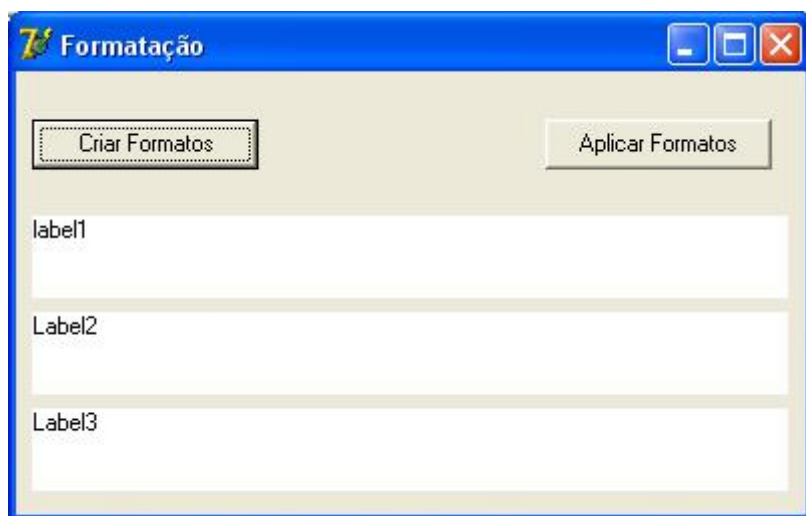 Formatação
Criar Formatos
Aplicar Formatos
label1
Label2
Label3